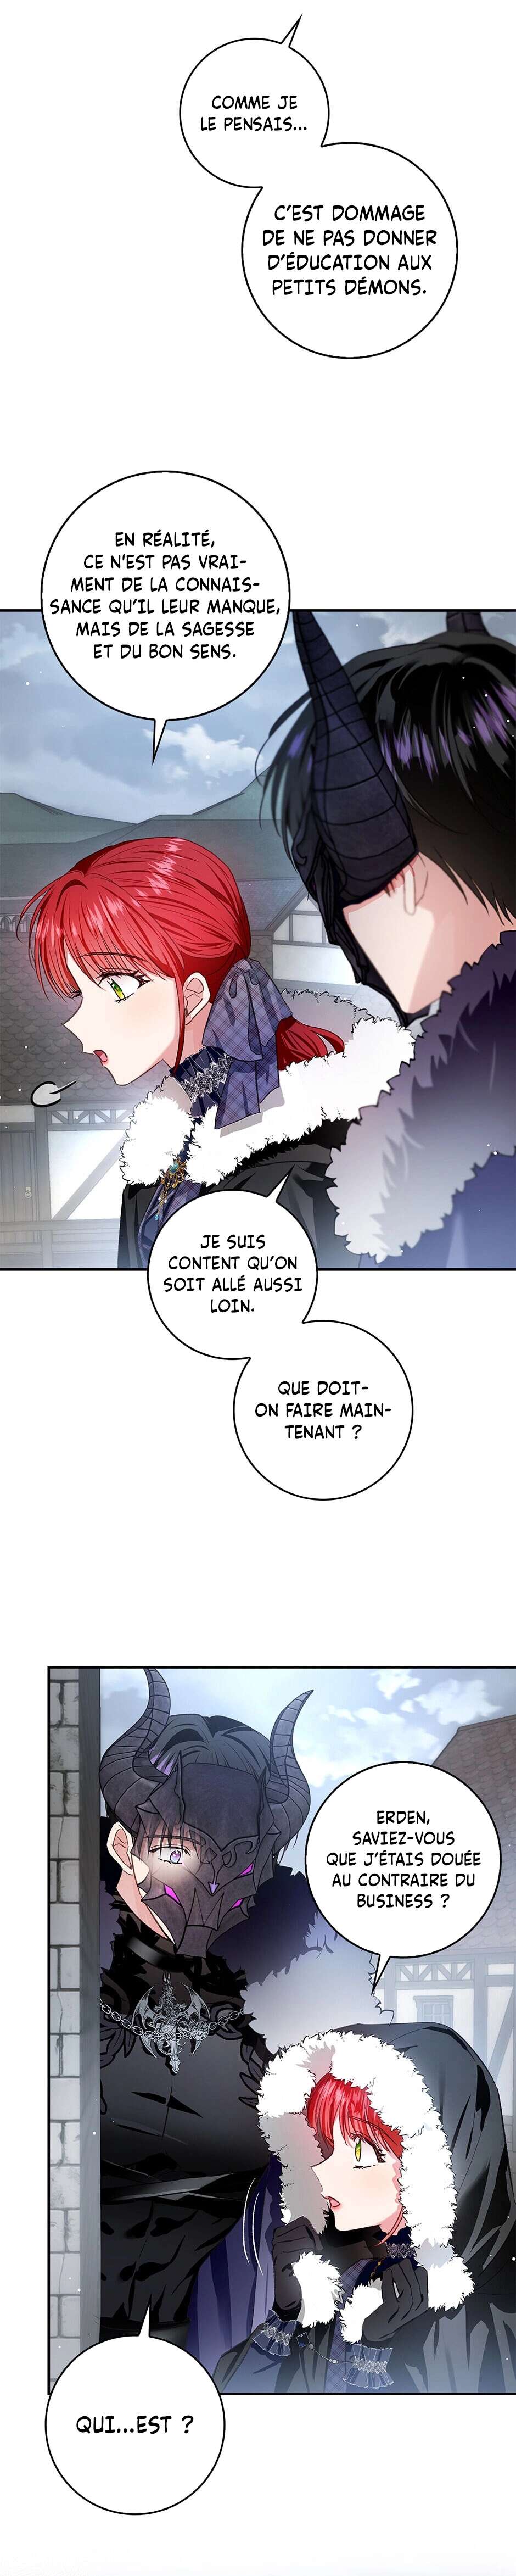 COMME JE
LE PENSAIS...
C'EST DOMMAGE
DE NE PAS DONNER
D'ÉDUCATION AUX
PETITS DÉMONS.
EN RÉALITÉ,
CE N'EST PAS VRAI-
MENT DE LA CONNAIS-
SANCE QU'IL LEUR MANQUE,
MAIS DE LA SAGESSE
ET DU BON SENS.
JE SUIS
CONTENT QU'ON
SOIT ALLÉ AUSSI
LOIN.
QUE DOIT-
ON FAIRE MAIN-
TENANT ?
ERDEN,
SAVIEZ-VOUS
QUE J'ÉTAIS DOUÉE
AU CONTRAIRE DU
BUSINESS ?
QUI...EST ?